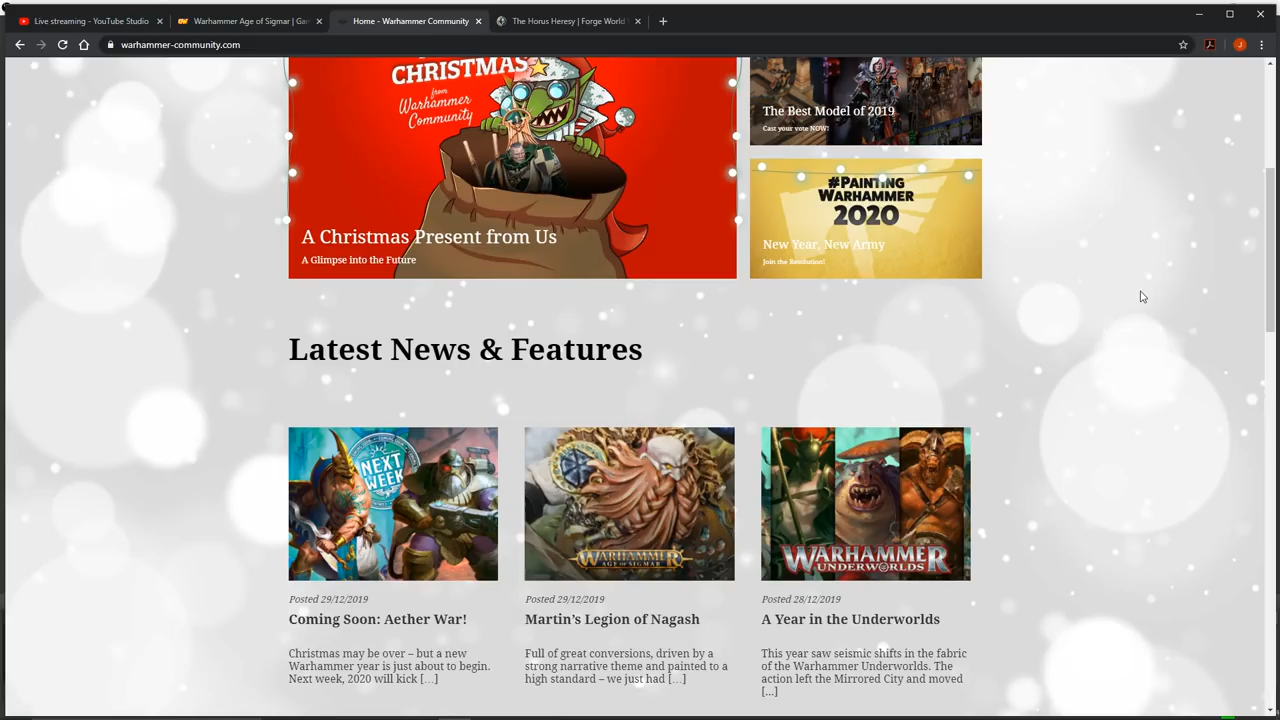 Live streaming - YouTube Studio
Warhammer Age of Sigmar | Gam
Home - Warhammer Community
The Horus Heresy | Forge World
warhammer-community.com
J
CHRISTMAS
from
Warhammer
Community
A Christmas Present from Us
A Glimpse into the Future
The Best Model of 2019
Cast your vote NOW!
#PAINTING
WARHAMMER
2020
New Year, New Army
Join the Resolution!
Latest News & Features
NEXT
WEEK
WARHAMMER
AGE OF SIGMAR
WARHAMMER
UNDERWORLDS
Posted 29/12/2019
Coming Soon: Aether War!
Christmas may be over – but a new
Warhammer year is just about to begin.
Next week, 2020 will kick […]
Posted 29/12/2019
Martin’s Legion of Nagash
Full of great conversions, driven by a
strong narrative theme and painted to a
high standard – we just had […]
Posted 28/12/2019
A Year in the Underworlds
This year saw seismic shifts in the fabric
of the Warhammer Underworlds. The
action left the Mirrored City and moved
[…]